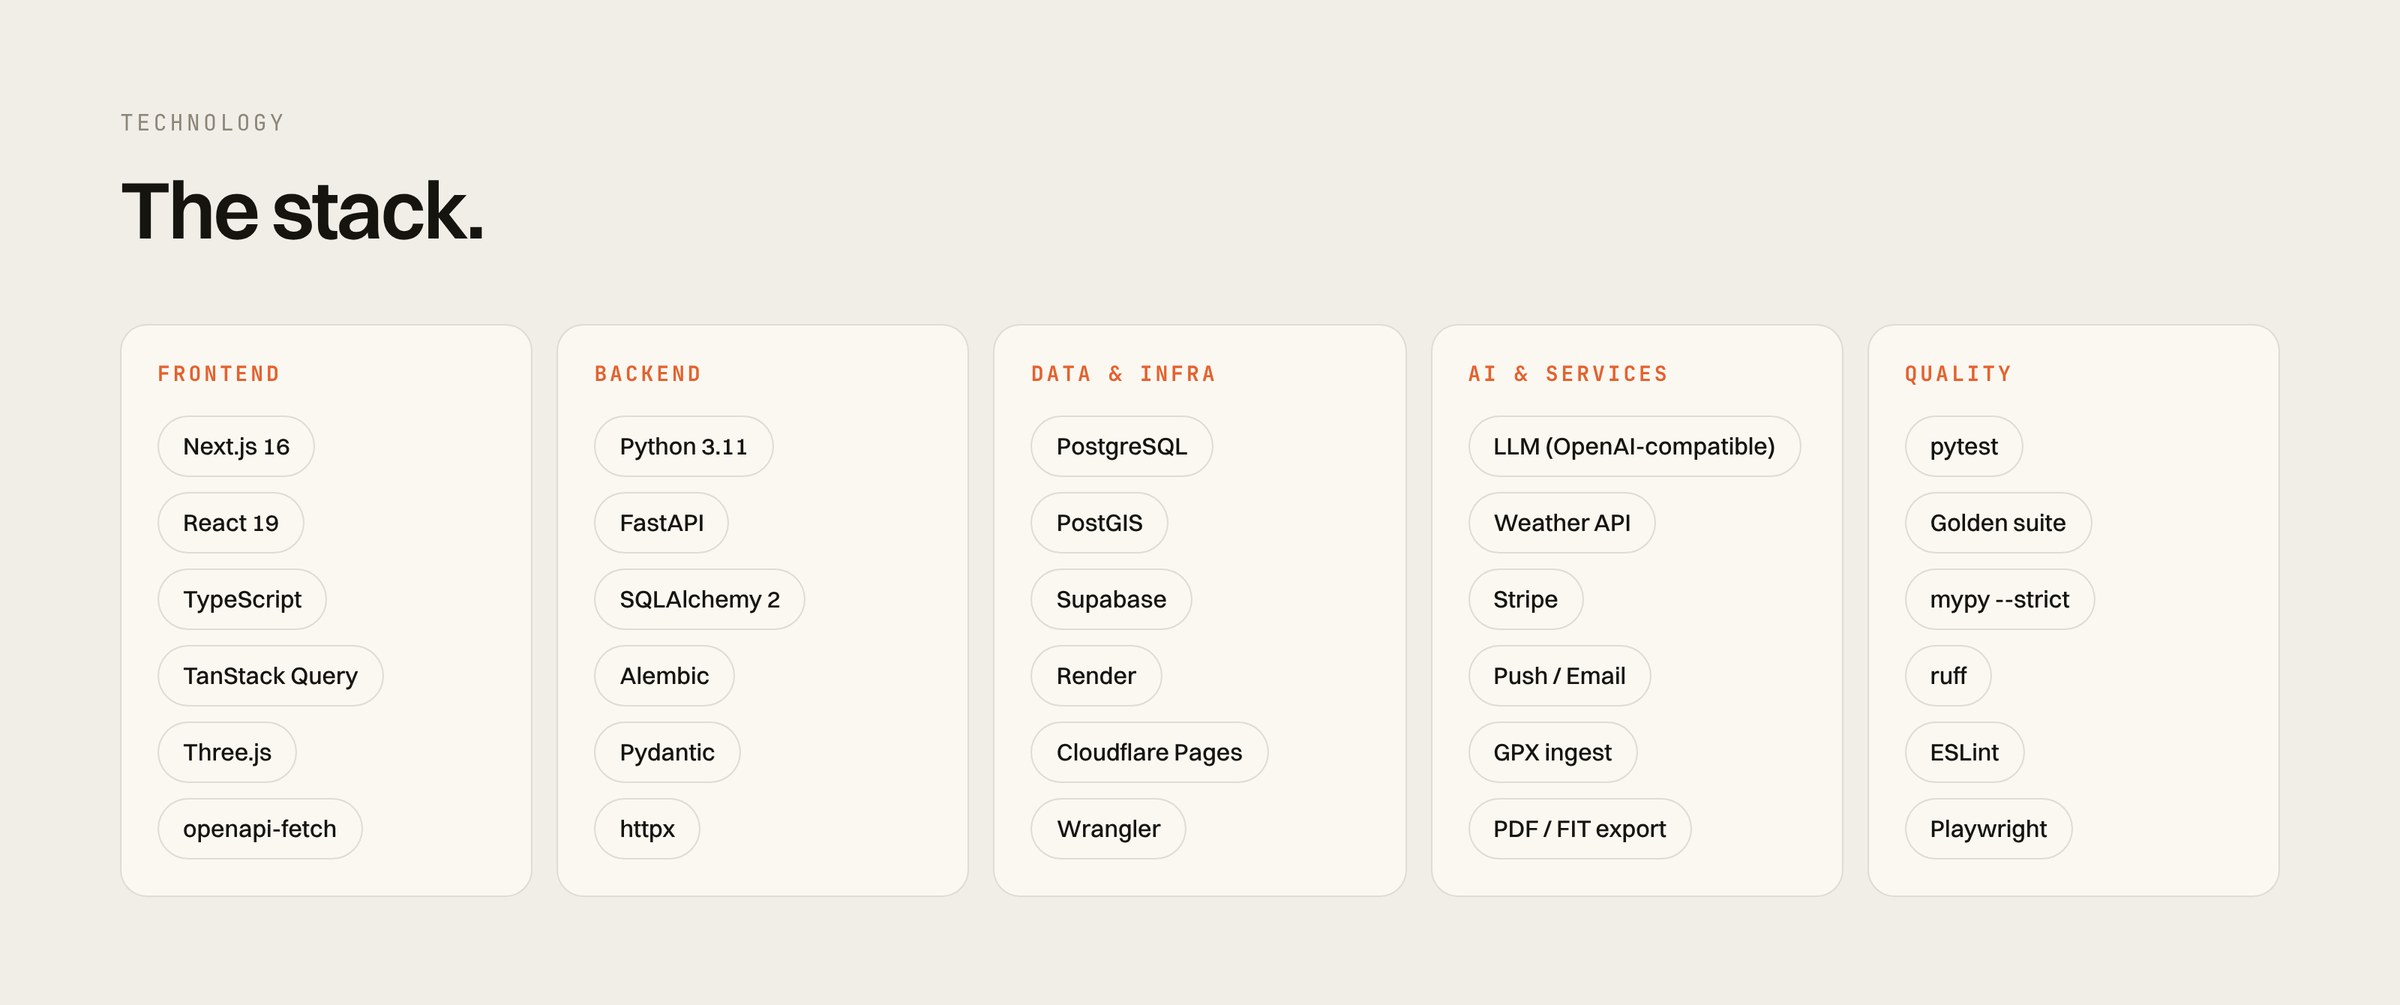 TECHNOLOGY
The stack.
FRONTEND
Next.js 16
React 19
TypeScript
TanStack Query
Three.js
openapi-fetch
BACKEND
Python 3.11
FastAPI
SQLAlchemy 2
Alembic
Pydantic
httpx
DATA & INFRA
PostgreSQL
PostGIS
Supabase
Render
Cloudflare Pages
Wrangler
AI & SERVICES
LLM (OpenAI-compatible)
Weather API
Stripe
Push / Email
GPX ingest
PDF / FIT export
QUALITY
pytest
Golden suite
mypy --strict
ruff
ESLint
Playwright